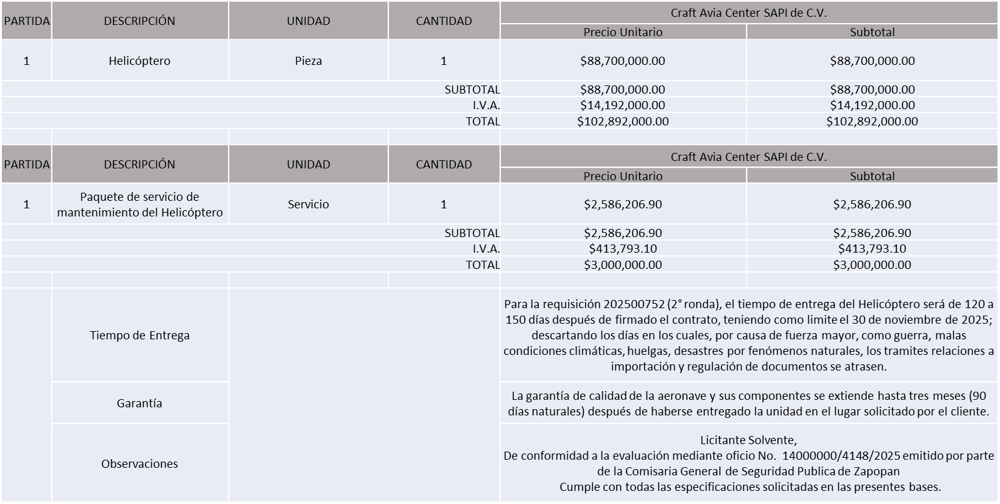 PARTIDA DESCRIPCIÓN UNIDAD CANTIDAD Craft Avia Center SAPI de C.V.
Precio Unitario Subtotal
1 Helicóptero Pieza 1 $88,700,000.00 $88,700,000.00
SUBTOTAL $88,700,000.00 $88,700,000.00
I.V.A. $14,192,000.00 $14,192,000.00
TOTAL $102,892,000.00 $102,892,000.00
PARTIDA DESCRIPCIÓN UNIDAD CANTIDAD Craft Avia Center SAPI de C.V.
Precio Unitario Subtotal
1 Paquete de servicio de
mantenimiento del Helicóptero Servicio 1 $2,586,206.90 $2,586,206.90
SUBTOTAL $2,586,206.90 $2,586,206.90
I.V.A. $413,793.10 $413,793.10
TOTAL $3,000,000.00 $3,000,000.00
Tiempo de Entrega
Para la requisición 202500752 (2° ronda), el tiempo de entrega del Helicóptero será de 120 a
150 días después de firmado el contrato, teniendo como limite el 30 de noviembre de 2025;
descartando los días en los cuales, por causa de fuerza mayor, como guerra, malas
condiciones climáticas, huelgas, desastres por fenómenos naturales, los tramites relaciones a
importación y regulación de documentos se atrasen.
Garantía
La garantía de calidad de la aeronave y sus componentes se extiende hasta tres meses (90
días naturales) después de haberse entregado la unidad en el lugar solicitado por el cliente.
Observaciones
Licitante Solvente,
De conformidad a la evaluación mediante oficio No. 14000000/4148/2025 emitido por parte
de la Comisaria General de Seguridad Publica de Zapopan
Cumple con todas las especificaciones solicitadas en las presentes bases.